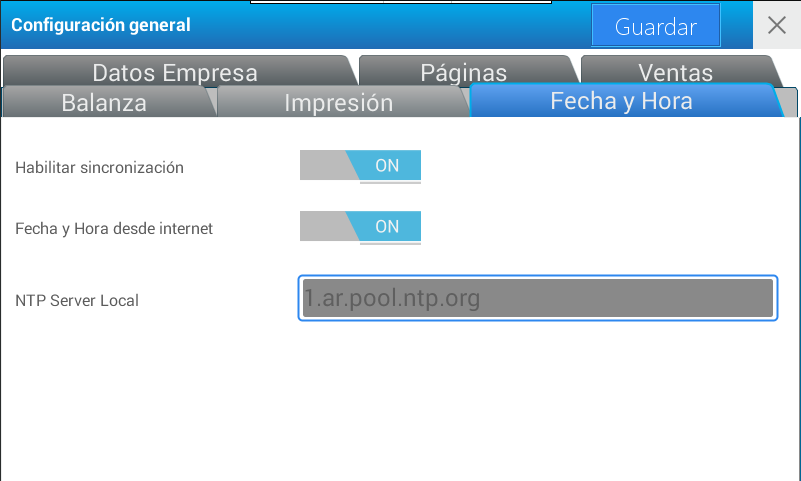 Configuración general
Guardar
Datos Empresa
Páginas
Ventas
Balanza
Impresión
Fecha y Hora
Habilitar sincronización
ON
Fecha y Hora desde internet
ON
NTP Server Local
1.ar.pool.ntp.org